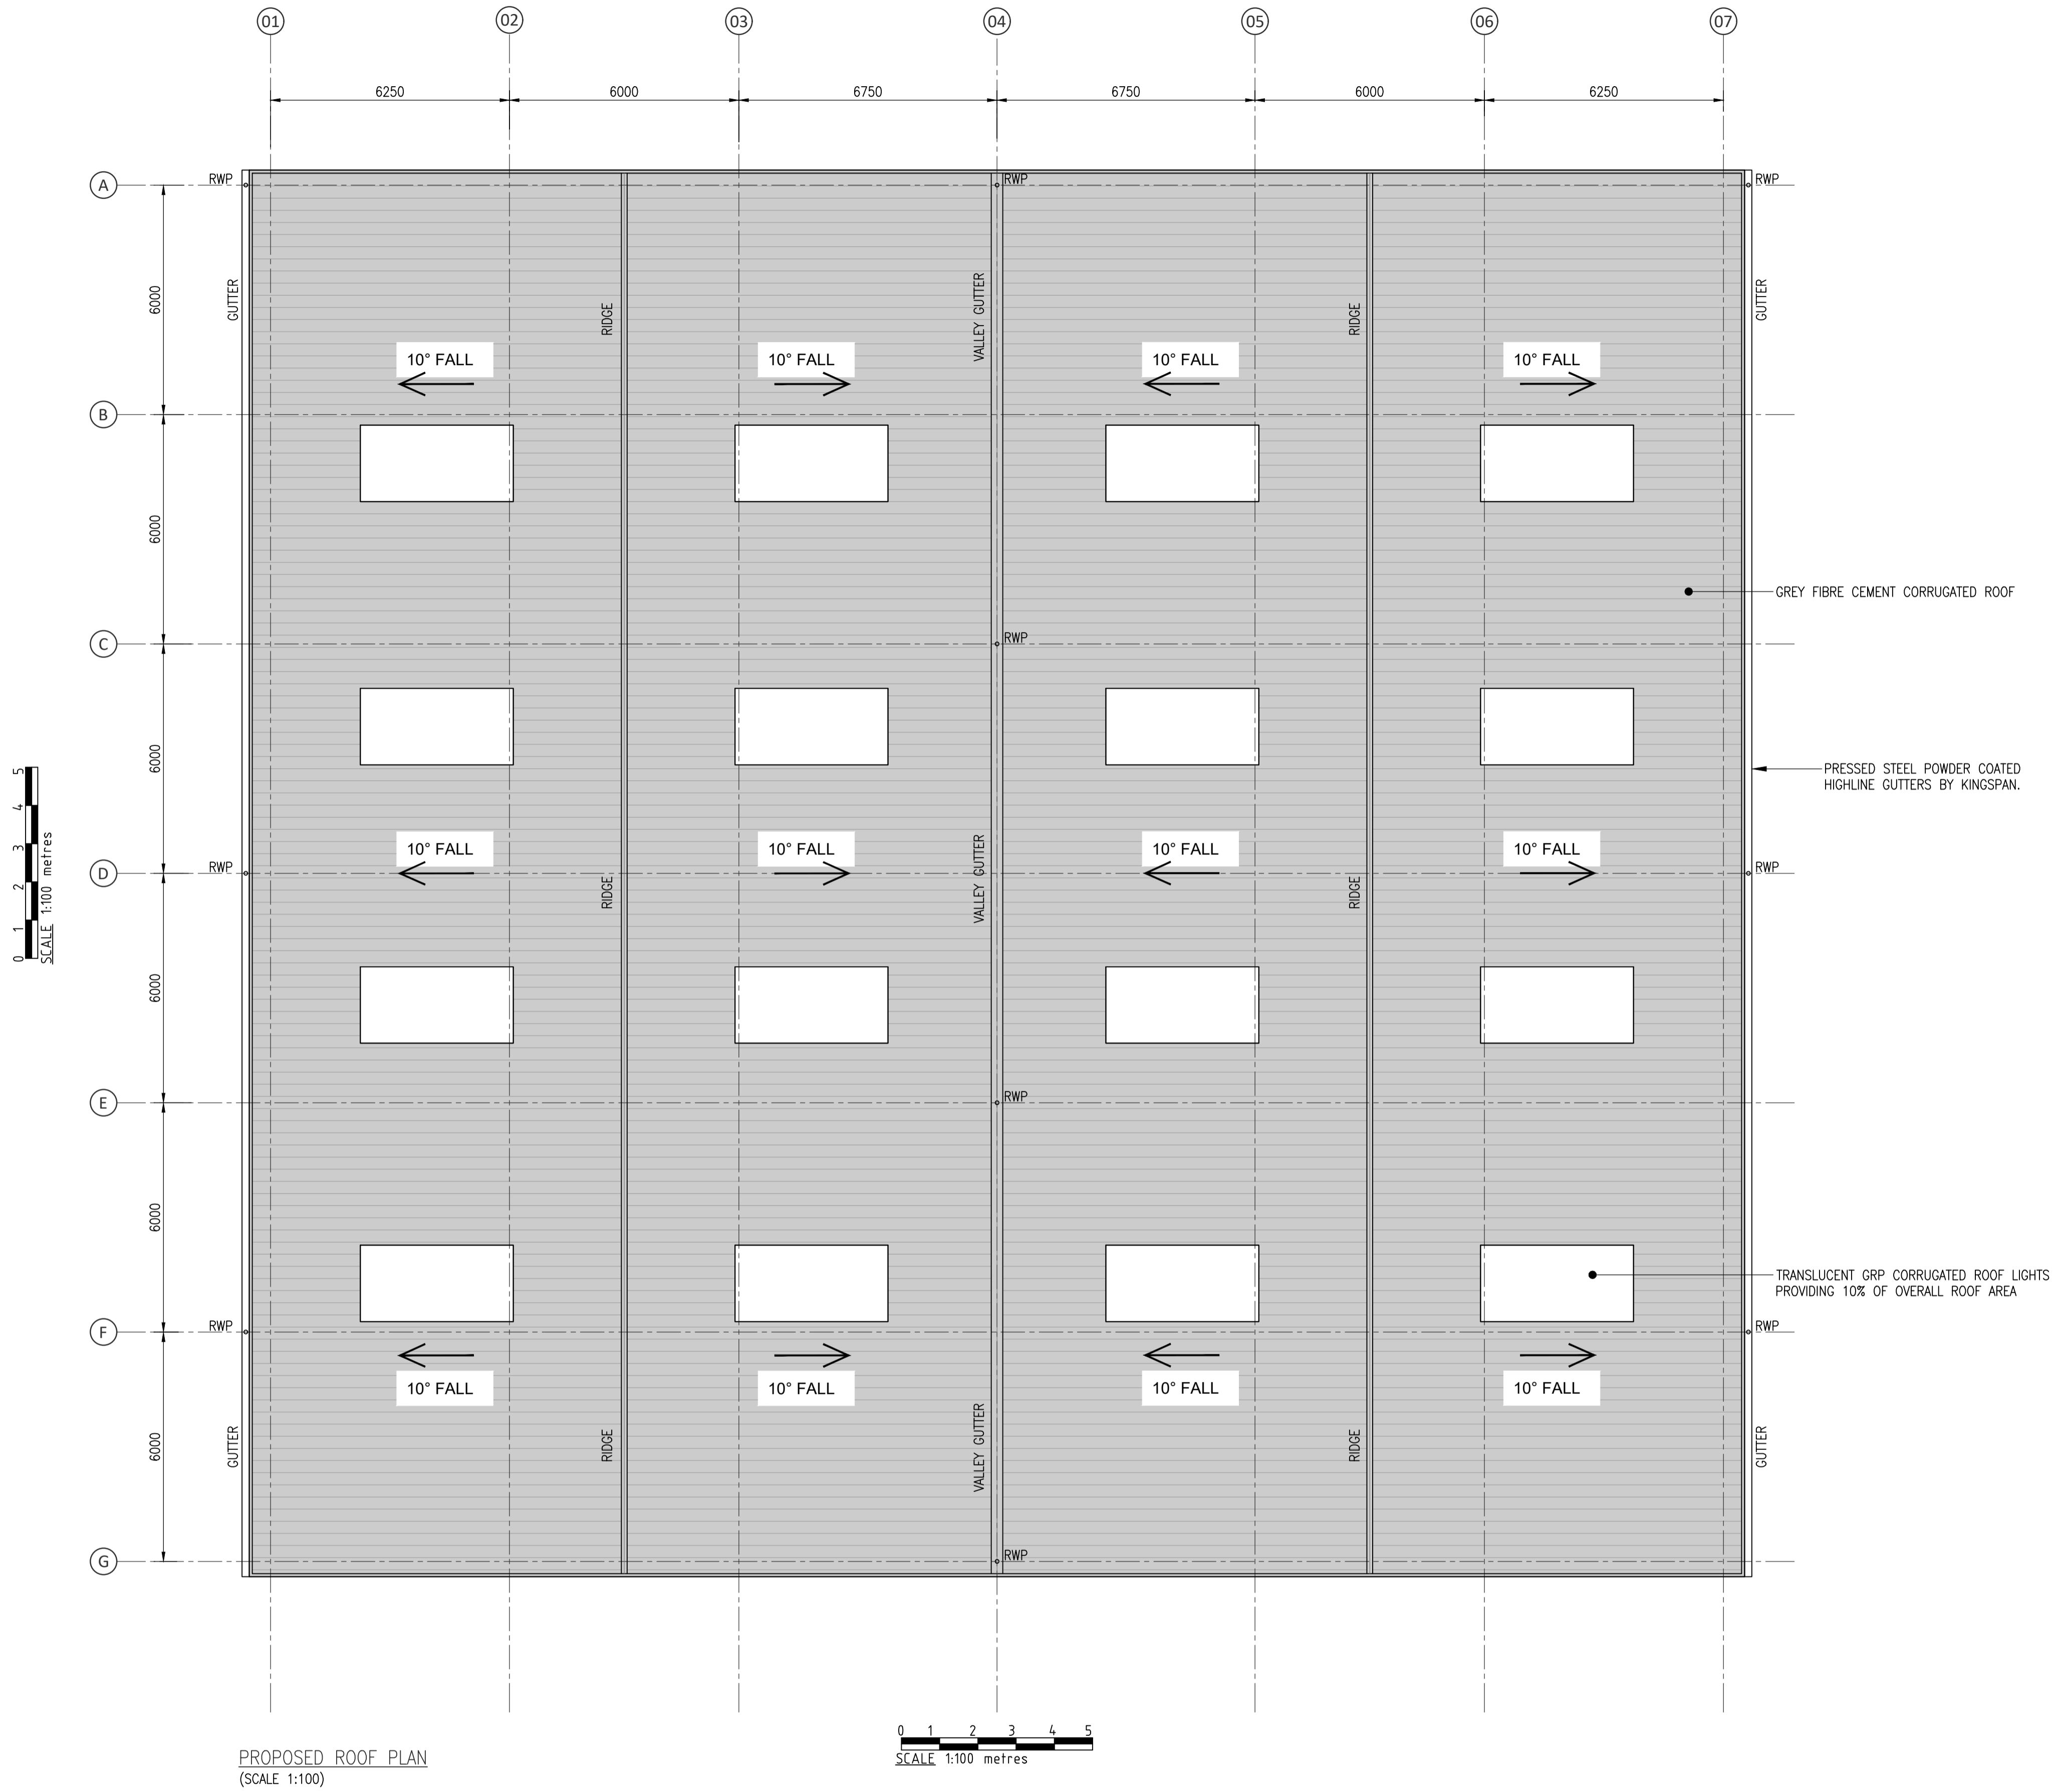 01 02 03 04 05 06 07
6250 6000 6750 6750 6000 6250
A
RWP RWP RWP
6000
GUTTER RIDGE VALLEY GUTTER RIDGE GUTTER
10° FALL 10° FALL 10° FALL 10° FALL
B
6000
GREY FIBRE CEMENT CORRUGATED ROOF
C
RWP
6000
PRESSED STEEL POWDER COATED
HIGHLINE GUTTERS BY KINGSPAN.
0 1 2 3 4 5
SCALE 1:100 metres
10° FALL 10° FALL 10° FALL 10° FALL
D
RWP RWP
RIDGE VALLEY GUTTER RIDGE
6000
E
RWP
6000
TRANSLUCENT GRP CORRUGATED ROOF LIGHTS
PROVIDING 10% OF OVERALL ROOF AREA
F
RWP RWP
10° FALL 10° FALL 10° FALL 10° FALL
6000
GUTTER RIDGE VALLEY GUTTER RIDGE GUTTER
G
RWP
0 1 2 3 4 5
SCALE 1:100 metres
PROPOSED ROOF PLAN
(SCALE 1:100)